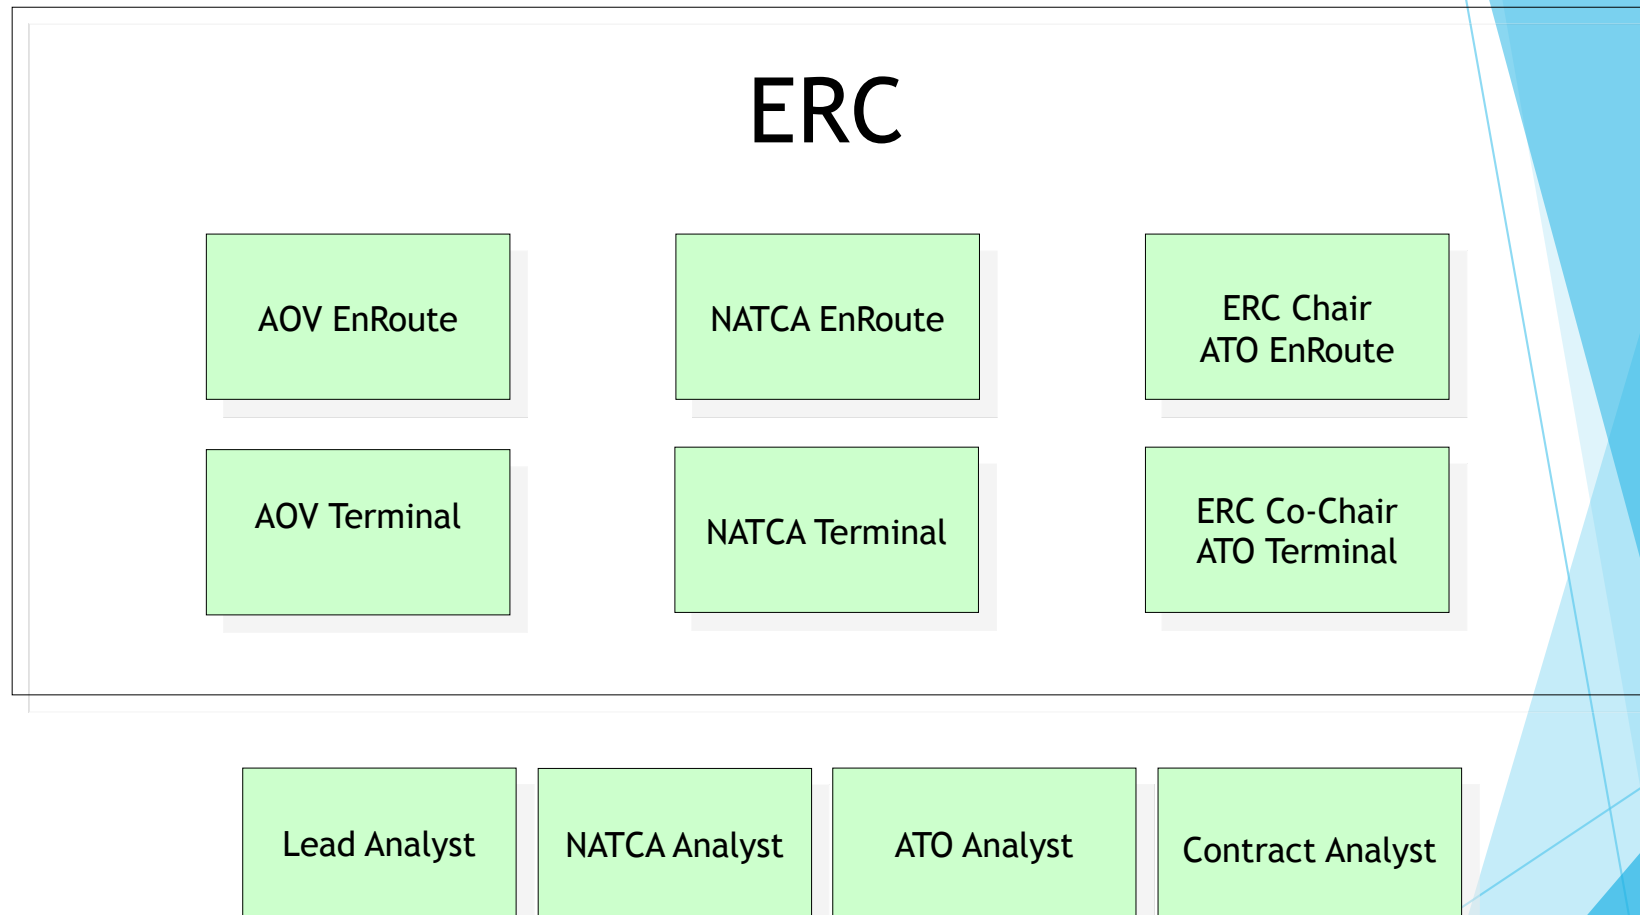 ERC
AOV EnRoute
NATCA EnRoute
ERC Chair
ATO EnRoute
AOV Terminal
NATCA Terminal
ERC Co-Chair
ATO Terminal
Lead Analyst
NATCA Analyst
ATO Analyst
Contract Analyst